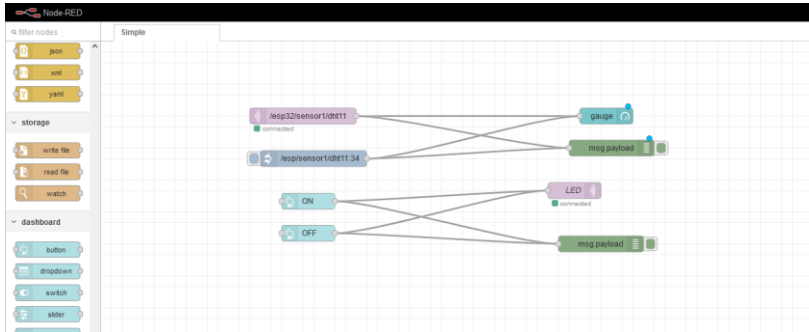 Node-RED
filter nodes
Simple
json
xml
yaml
storage
write file
read file
watch
dashboard
button
dropdown
switch
slider
/esp32/sensor1/dht11
connected
/esp/sensor1/dht11:34
gauge
msg.payload
ON
OFF
LED
connected
msg.payload